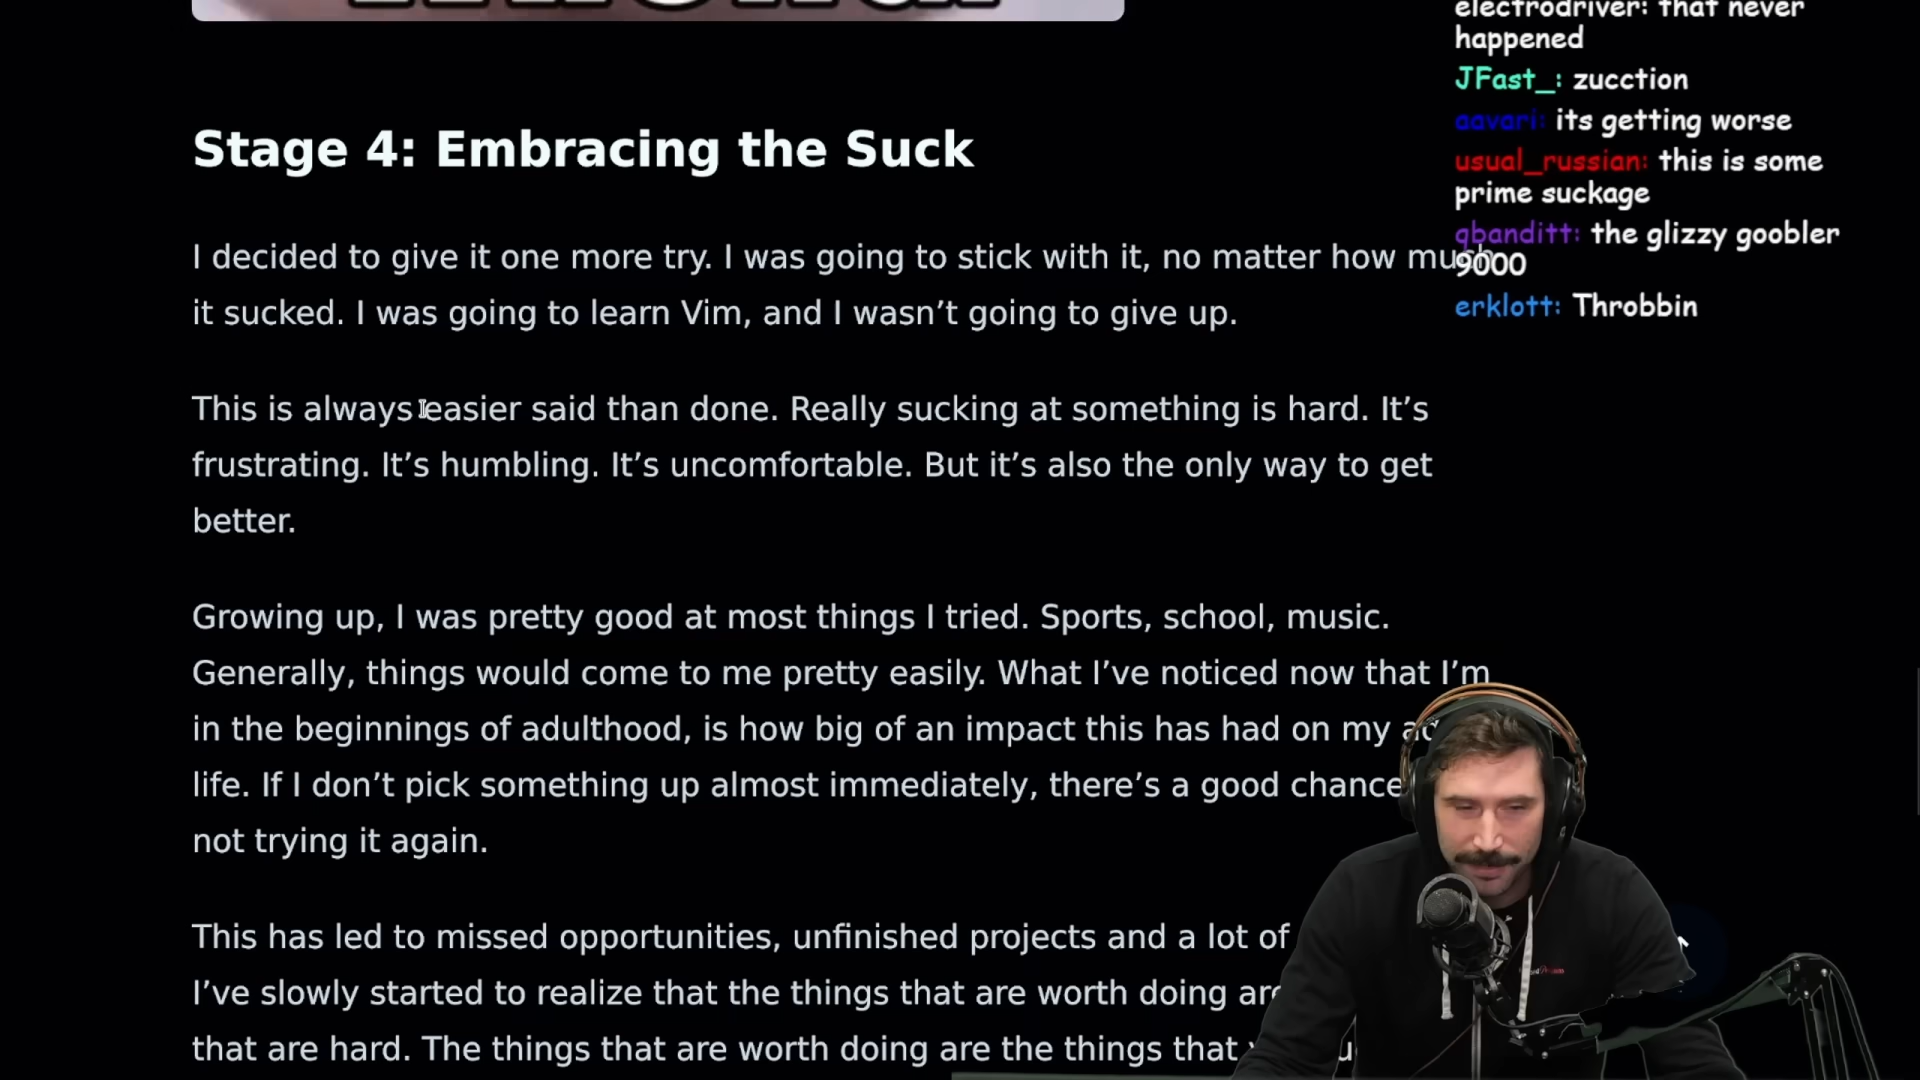 Stage 4: Embracing the Suck
I decided to give it one more try. I was going to stick with it, no matter how much
it sucked. I was going to learn Vim, and I wasn’t going to give up.
This is always easier said than done. Really sucking at something is hard. It’s
frustrating. It’s humbling. It’s uncomfortable. But it’s also the only way to get
better.
Growing up, I was pretty good at most things I tried. Sports, school, music.
Generally, things would come to me pretty easily. What I’ve noticed now that I’m
in the beginnings of adulthood, is how big of an impact this has had on my
life. If I don’t pick something up almost immediately, there’s a good chance
not trying it again.
This has led to missed opportunities, unfinished projects and a lot of
I’ve slowly started to realize that the things that are worth doing are
that are hard. The things that are worth doing are the things that
electrodriver: that never
happened
JFast_: zucction
aavari: its getting worse
usual_russian: this is some
prime suckage
qbanditt: the glizzy goobler
9000
erklott: Throbbin